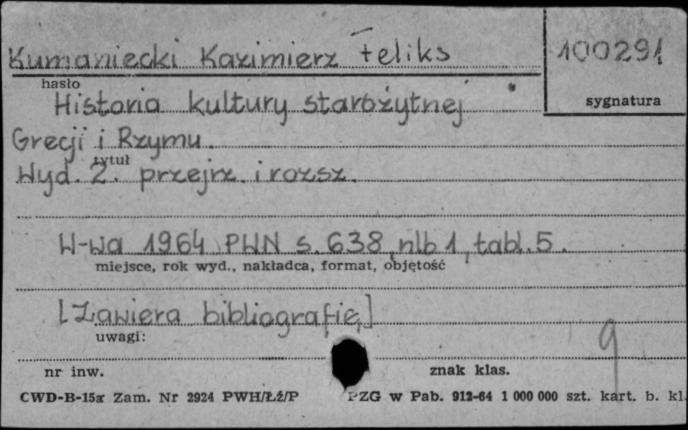 Kumaniecki Kazimierz Feliks
100291
hasło
sygnatura
Historia kultury starożytnej
Grecji i Rzymu.
tytuł
Wyd. 2. przejrz. i rozsz.
W-wa 1964 PWN s. 638, nlb 1, tabl. 5.
miejsce, rok wyd., nakładca, format, objętość
[Zawiera bibliografię]
uwagi:
9
nr inw.
znak klas.
CWD-B-15a Zam. Nr 2924 PWH/ŁŹ/P PZG w Pab. 912-64 1 000 000 szt. kart. b. kl.